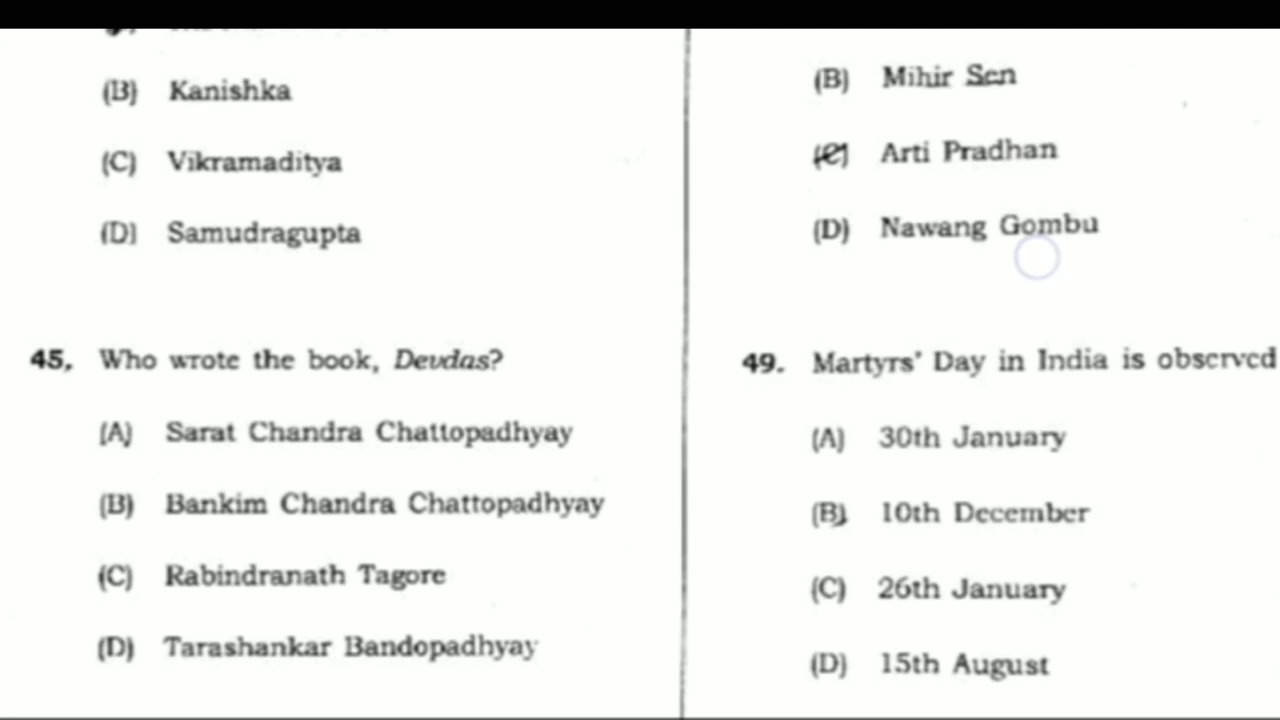 (B) Kanishka
(C) Vikramaditya
(D) Samudragupta
45. Who wrote the book, Devdas?
(A) Sarat Chandra Chattopadhyay
(B) Bankim Chandra Chattopadhyay
(C) Rabindranath Tagore
(D) Tarashankar Bandopadhyay
(B) Mihir Sen
(C) Arti Pradhan
(D) Nawang Gombu
49. Martyrs' Day in India is observed
(A) 30th January
(B) 10th December
(C) 26th January
(D) 15th August